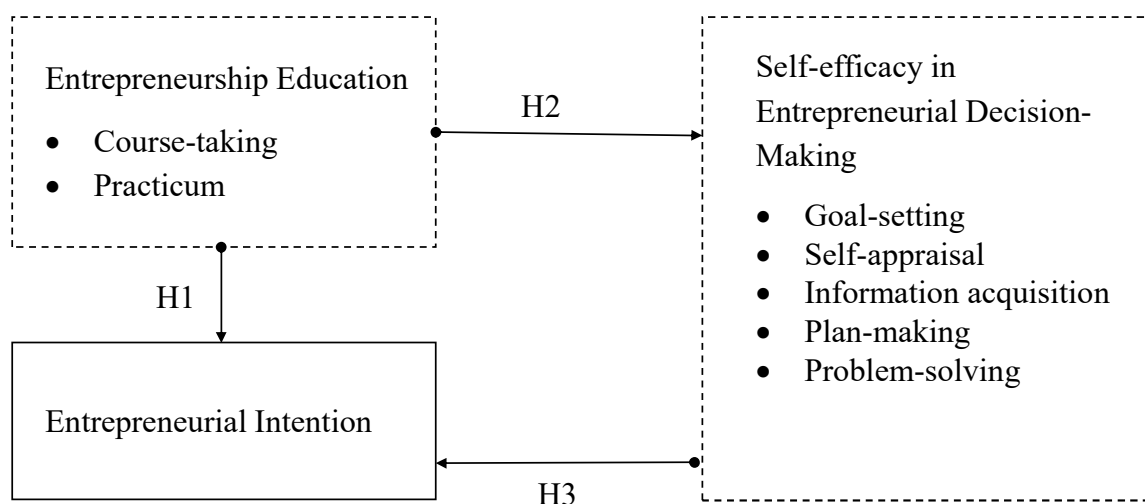 Entrepreneurship Education
• Course-taking
• Practicum
H2
Self-efficacy in
Entrepreneurial Decision-
Making
• Goal-setting
• Self-appraisal
• Information acquisition
• Plan-making
• Problem-solving
H1
Entrepreneurial Intention
H3